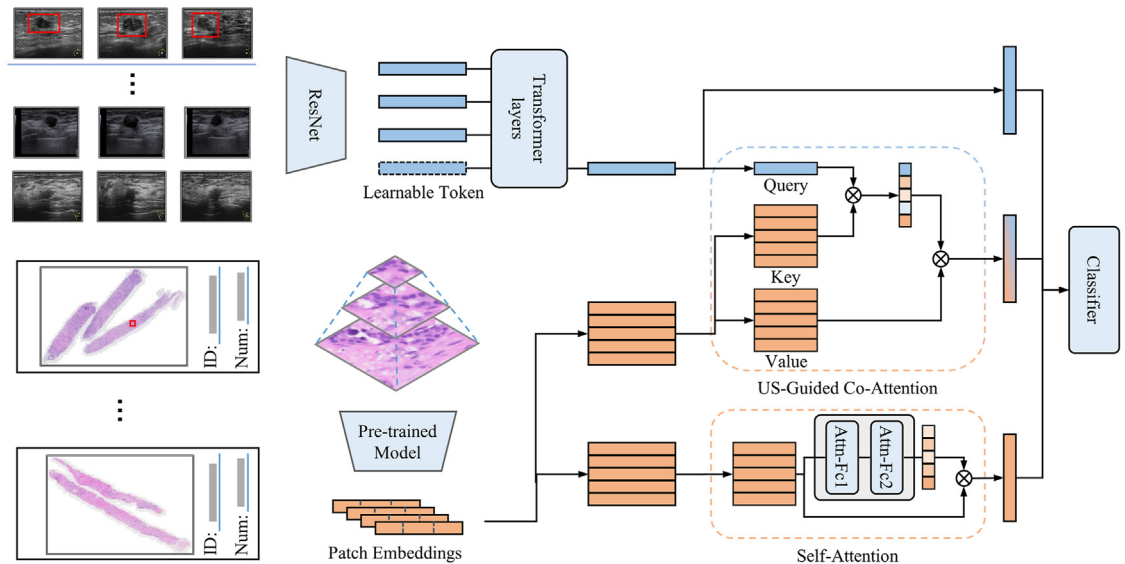 ResNet
Learnable Token
Transformer
layers
Query
Key
Value
US-Guided Co-Attention
Classifier
ID:
Num:
Pre-trained
Model
Patch Embeddings
Attn-Fc1
Attn-Fc2
Self-Attention
ID:
Num: